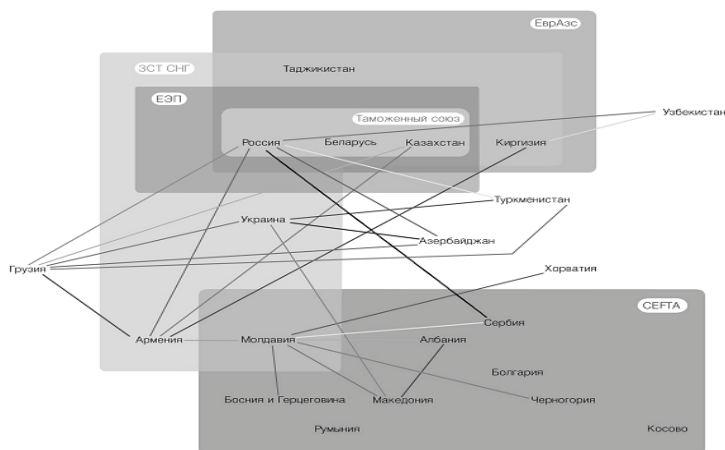 ЕврАзс
ЗСТ СНГ
Таджикистан
ЕЭП
Узбекистан
Таможенный союз
Россия
Беларусь
Казахстан
Киргизия
Туркменистан
Украина
Азербайджан
Грузия
Хорватия
CEFTA
Сербия
Армения
Молдавия
Албания
Болгария
Босния и Герцеговина
Македония
Черногория
Румыния
Косово